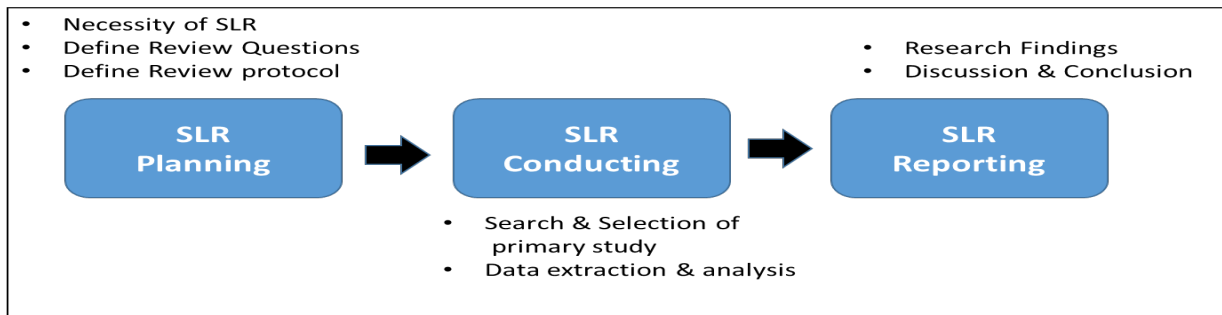 • Necessity of SLR
• Define Review Questions
• Define Review protocol
SLR
Planning
SLR
Conducting
• Search & Selection of
primary study
• Data extraction & analysis
• Research Findings
• Discussion & Conclusion
SLR
Reporting